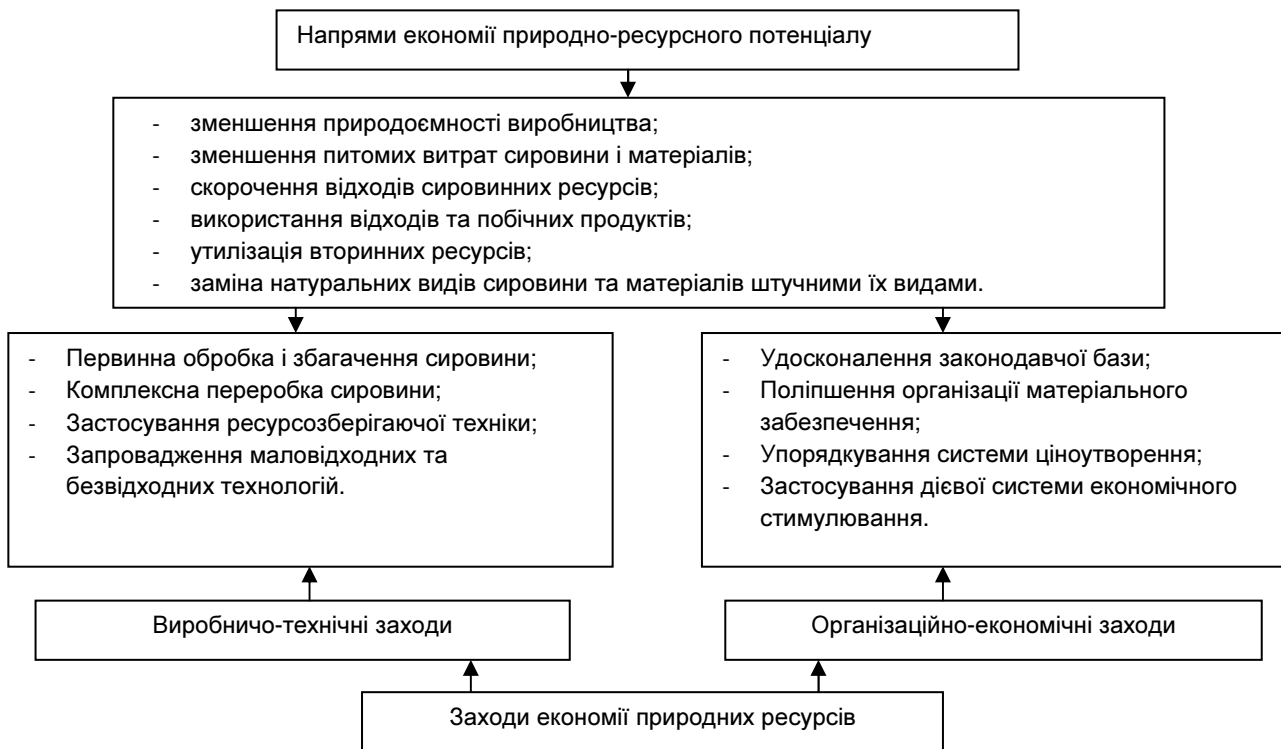 Напрями економії природно-ресурсного потенціалу
- зменшення природоємності виробництва;
- зменшення питомих витрат сировини і матеріалів;
- скорочення відходів сировинних ресурсів;
- використання відходів та побічних продуктів;
- утилізація вторинних ресурсів;
- заміна натуральних видів сировини та матеріалів штучними їх видами.
- Первинна обробка і збагачення сировини;
- Комплексна переробка сировини;
- Застосування ресурсозберігаючої техніки;
- Запровадження маловідходних та
безвідходних технологій.
- Удосконалення законодавчої бази;
- Поліпшення організації матеріального
забезпечення;
- Упорядкування системи ціноутворення;
- Застосування дієвої системи економічного
стимулювання.
Виробничо-технічні заходи
Організаційно-економічні заходи
Заходи економії природних ресурсів